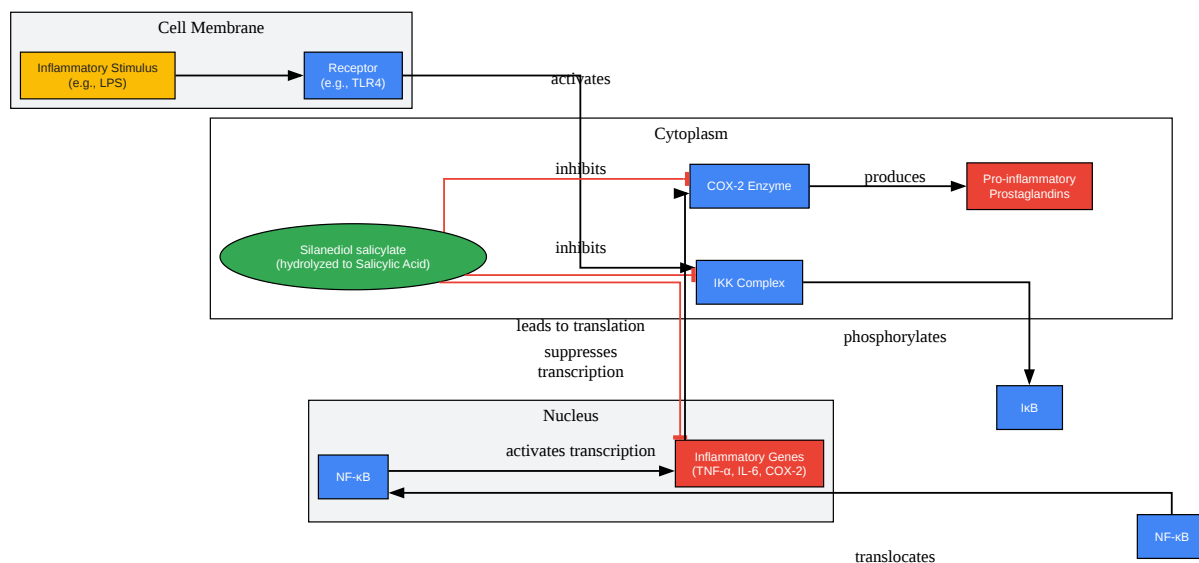 Cell Membrane
Inflammatory Stimulus
(e.g., LPS)
Receptor
(e.g., TLR4)
activates
Cytoplasm
inhibits
COX-2 Enzyme
produces
Pro-inflammatory
Prostaglandins
Silanediol salicylate
(hydrolyzed to Salicylic Acid)
inhibits
IKK Complex
leads to translation
suppresses
transcription
phosphorylates
IκB
Nucleus
activates transcription
NF-κB
Inflammatory Genes
(TNF-α, IL-6, COX-2)
NF-κB
translocates